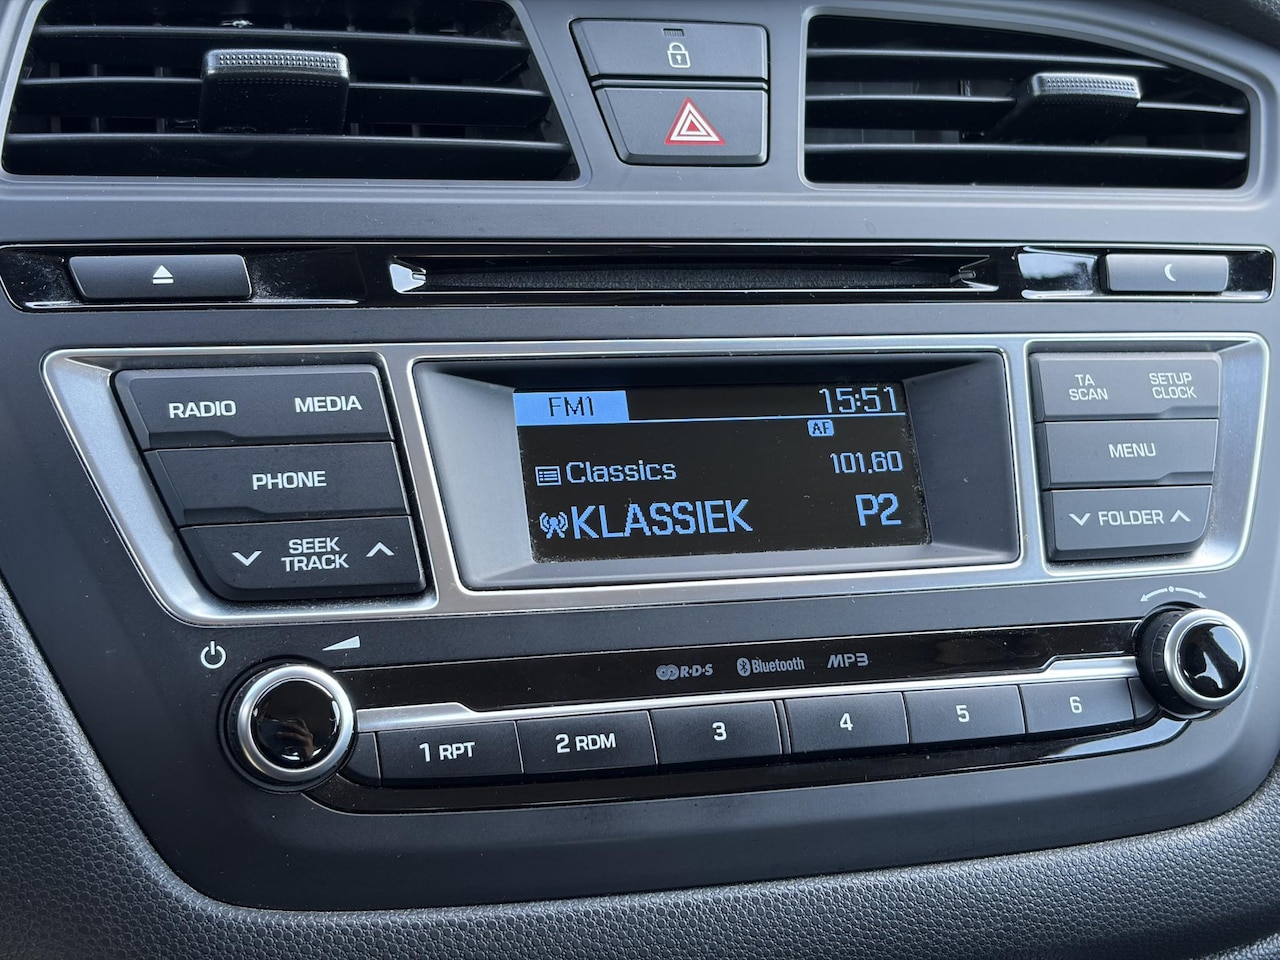 RADIO MEDIA
PHONE
SEEK
TRACK
FM1 15:51
AF
Classics 101.60
KLASSIEK P2
TA
SCAN
SETUP
CLOCK
MENU
FOLDER
R·D·S Bluetooth MP3
1 RPT 2 RDM 3 4 5 6